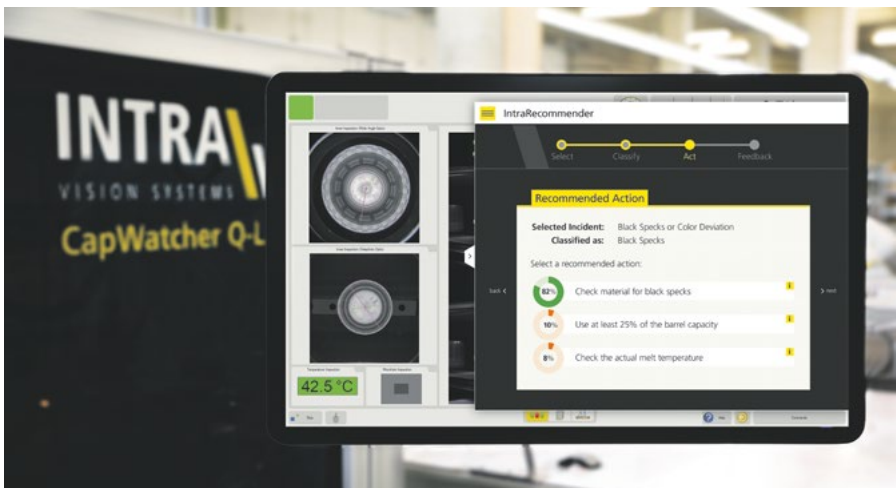 INTRA
VISION SYSTEMS
CapWatcher Q-L
IntraRecommender
Select
Classify
Act
Feedback
Recommended Action
Selected Incident: Black Specks or Color Deviation
Classified as: Black Specks
Select a recommended action:
82% Check material for black specks
10% Use at least 25% of the barrel capacity
8% Check the actual melt temperature
back <
> next
42.5 °C